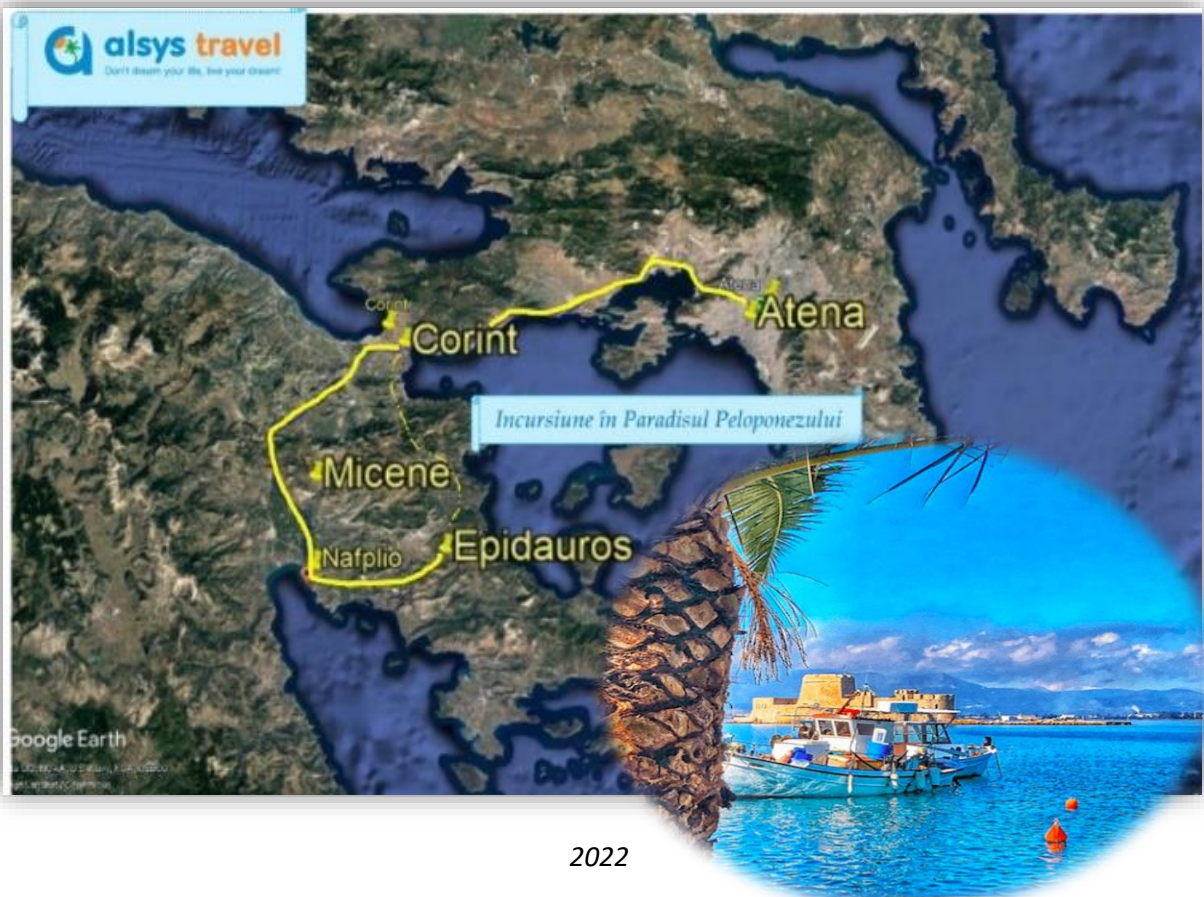 alsys travel
Don't dream your life, live your dream!
Corint
Corint
Atena
Atena
Incursiune în Paradisul Peloponezului
Micene
Nafplio
Epidauros
Google Earth
2022